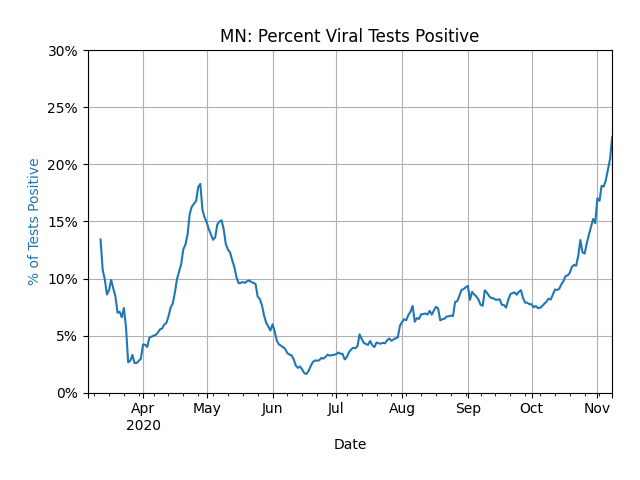 MN: Percent Viral Tests Positive
30%
25%
20%
15%
10%
5%
0%
% of Tests Positive
Apr May Jun Jul Aug Sep Oct Nov
2020
Date